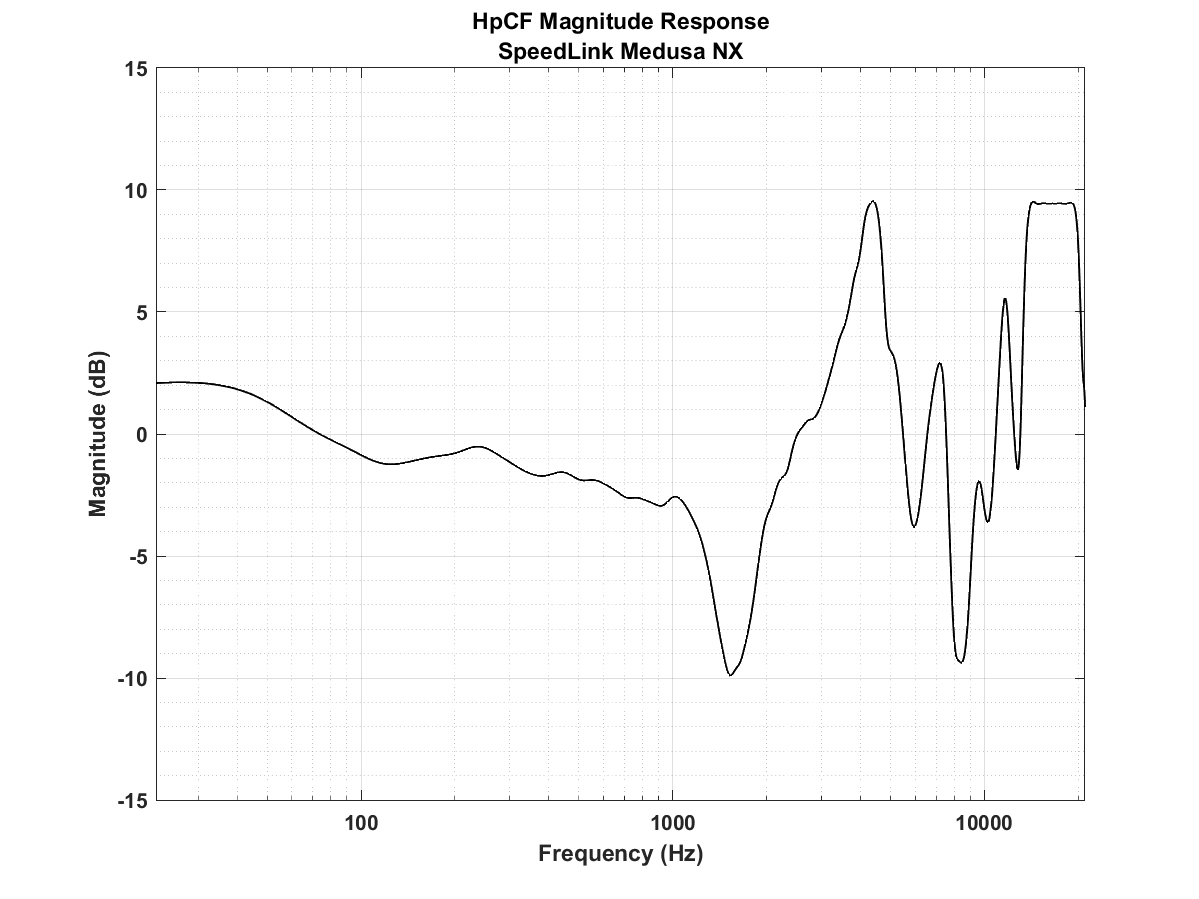 HpCF Magnitude Response
SpeedLink Medusa NX
15
10
5
0
-5
-10
-15
Magnitude (dB)
100
1000
10000
Frequency (Hz)